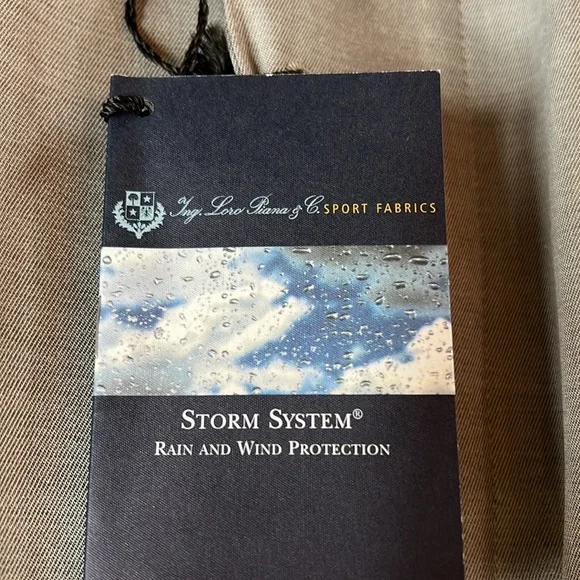 Ing. Loro Piana & C. SPORT FABRICS
STORM SYSTEM®
RAIN AND WIND PROTECTION